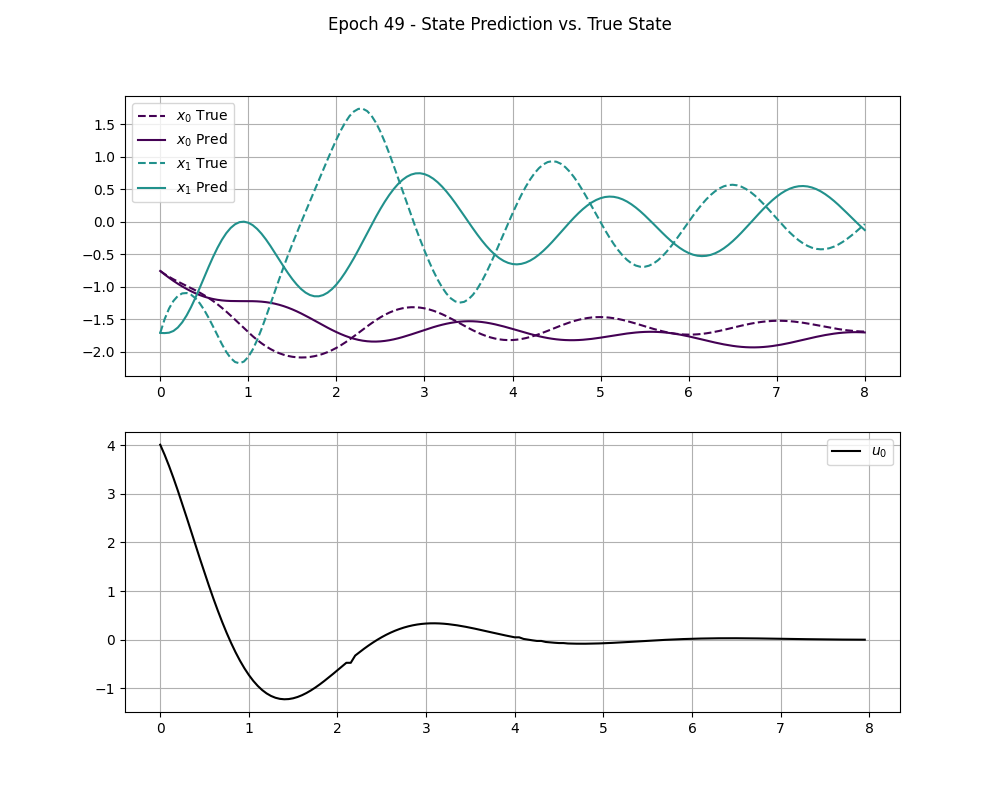 Epoch 49 - State Prediction vs. True State
1.5
1.0
0.5
0.0
−0.5
−1.0
−1.5
−2.0
x₀ True
x₀ Pred
x₁ True
x₁ Pred
0 1 2 3 4 5 6 7 8
4
3
2
1
0
−1
u₀
0 1 2 3 4 5 6 7 8